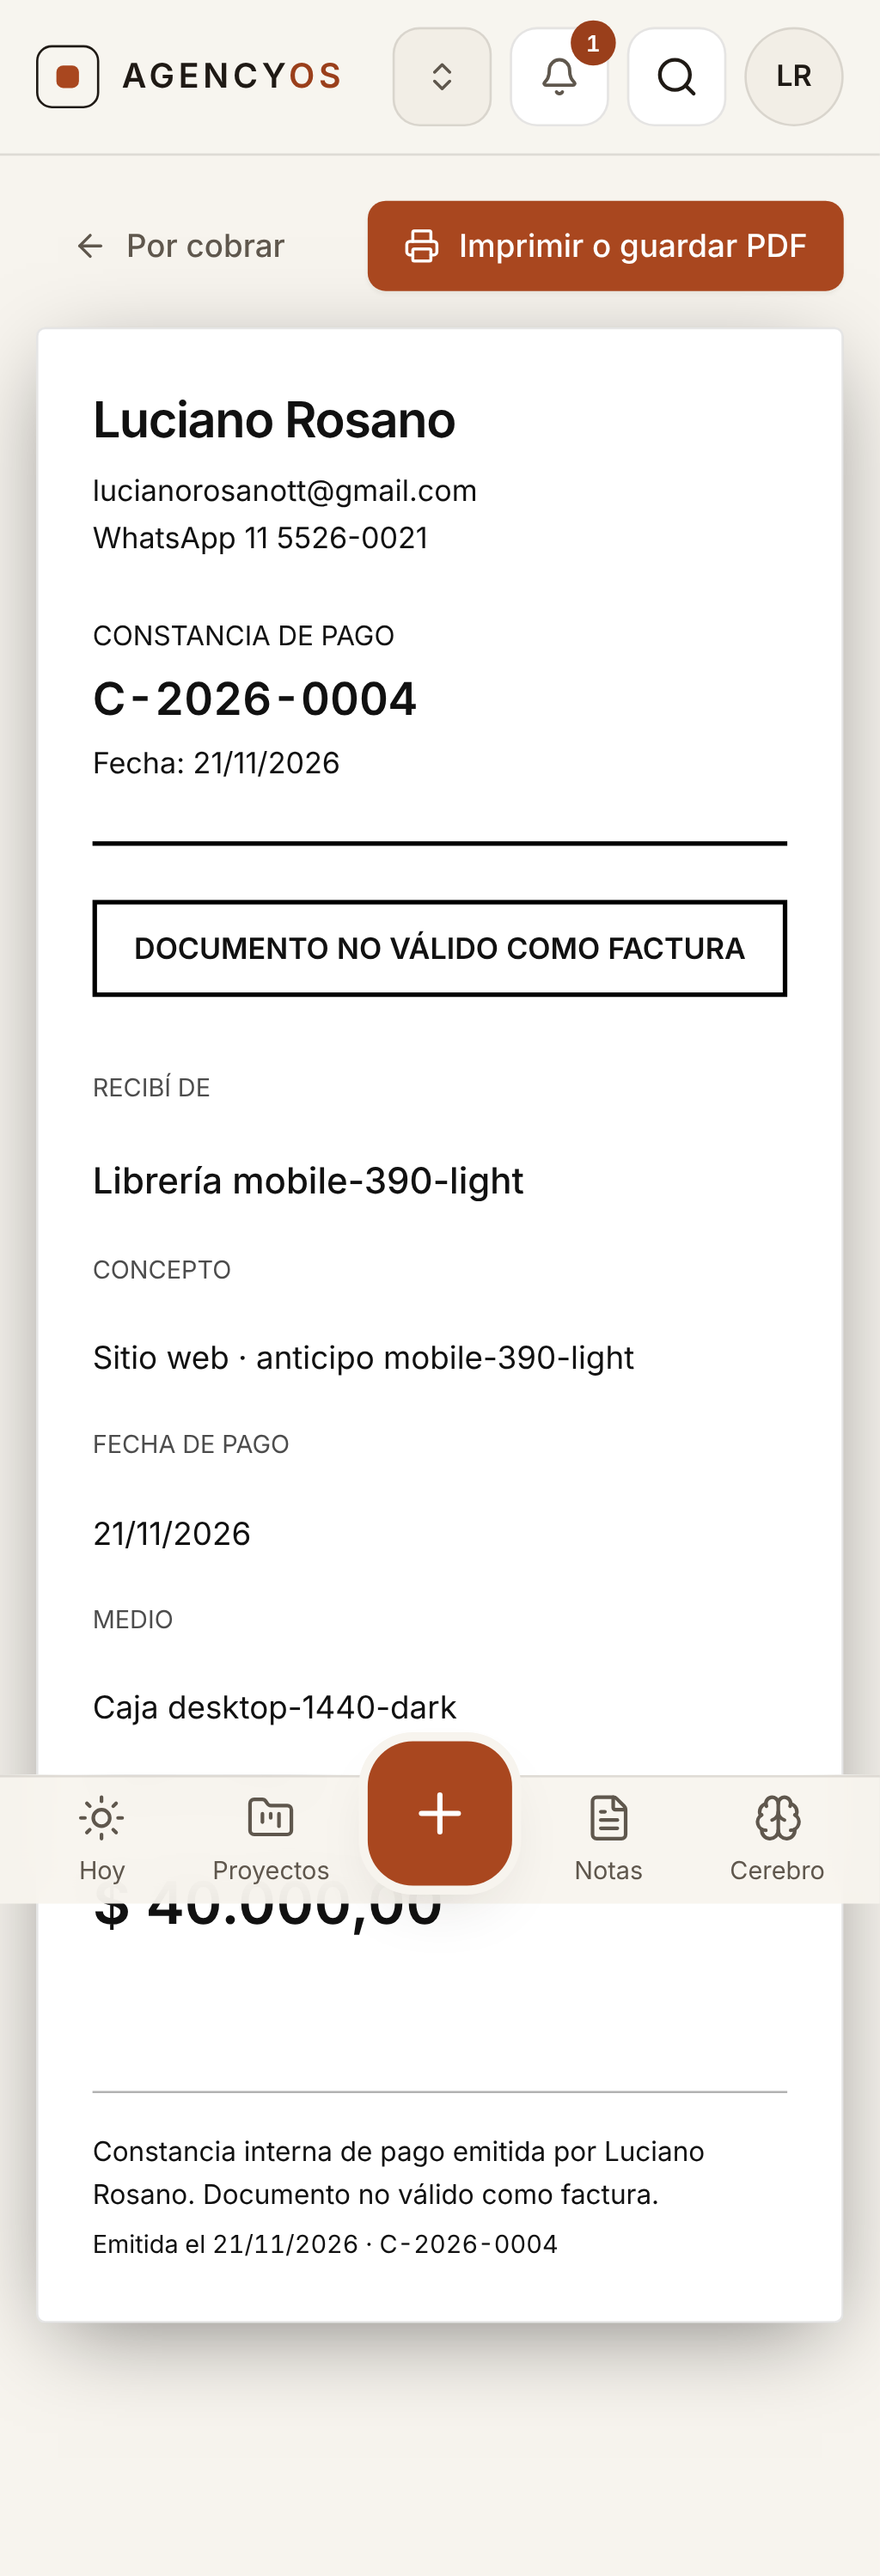 AGENCYOS
1
LR
Por cobrar
Imprimir o guardar PDF
Luciano Rosano
lucianorosanott@gmail.com
WhatsApp 11 5526-0021
CONSTANCIA DE PAGO
C-2026-0004
Fecha: 21/11/2026
DOCUMENTO NO VÁLIDO COMO FACTURA
RECIBÍ DE
Librería mobile-390-light
CONCEPTO
Sitio web · anticipo mobile-390-light
FECHA DE PAGO
21/11/2026
MEDIO
Caja desktop-1440-dark
Hoy
Proyectos
Notas
Cerebro
$ 40.000,00
Constancia interna de pago emitida por Luciano
Rosano. Documento no válido como factura.
Emitida el 21/11/2026 · C-2026-0004